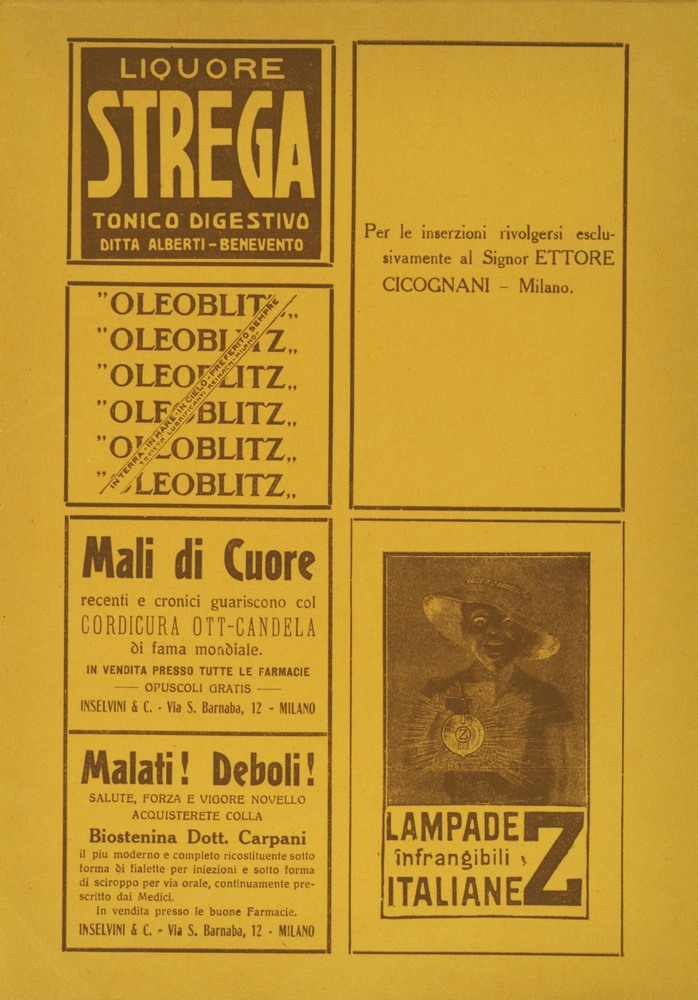 LIQUORE
STREGA
TONICO DIGESTIVO
DITTA ALBERTI – BENEVENTO
"OLEOBLITZ„
"OLEOBLITZ„
"OLEOBLITZ„
"OLEOBLITZ„
"OLEOBLITZ„
"OLEOBLITZ„
IN TERRA - IN MARE - IN CIELO - PREFERITO SEMPRE
SOCIETA LUBRIFICANTI REINACH - MILANO
Mali di Cuore
recenti e cronici guariscono col
CORDICURA OTT-CANDELA
di fama mondiale.
IN VENDITA PRESSO TUTTE LE FARMACIE
—— OPUSCOLI GRATIS ——
INSELVINI & C. - Via S. Barnaba, 12 - MILANO
Malati! Deboli!
SALUTE, FORZA E VIGORE NOVELLO
ACQUISTERETE COLLA
Biostenina Dott. Carpani
il piu moderno e completo ricostituente sotto
forma di fialette per iniezioni e sotto forma
di sciroppo per via orale, continuamente pre-
scritto dai Medici.
In vendita presso le buone Farmacie.
INSELVINI & C. - Via S. Barnaba, 12 - MILANO
Per le inserzioni rivolgersi esclu-
sivamente al Signor ETTORE
CICOGNANI – Milano.
Z
LAMPADE Z
infrangibili
ITALIANE